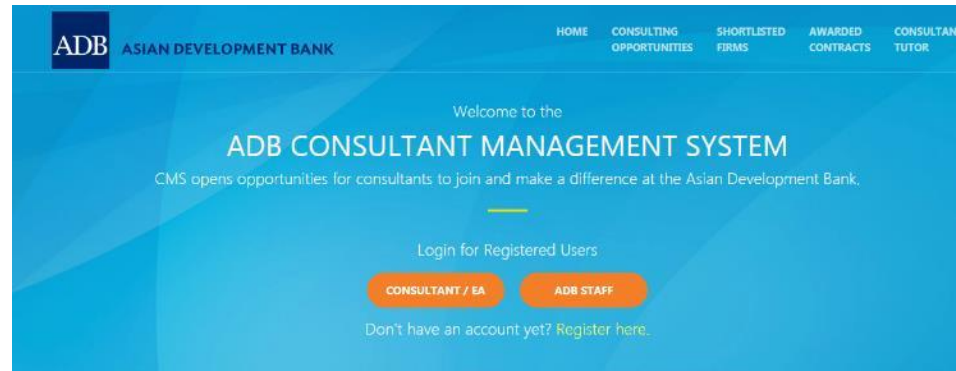 ADB ASIAN DEVELOPMENT BANK
HOME
CONSULTING
OPPORTUNITIES
SHORTLISTED
FIRMS
AWARDED
CONTRACTS
CONSULTAN
TUTOR
Welcome to the
ADB CONSULTANT MANAGEMENT SYSTEM
CMS opens opportunities for consultants to join and make a difference at the Asian Development Bank.
Login for Registered Users
CONSULTANT / EA
ADB STAFF
Don't have an account yet? Register here.